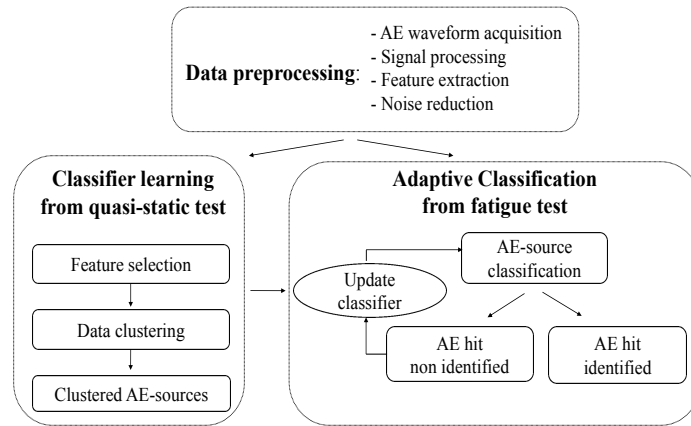 Data preprocessing:
- AE waveform acquisition
- Signal processing
- Feature extraction
- Noise reduction
Classifier learning
from quasi-static test
Feature selection
Data clustering
Clustered AE-sources
Adaptive Classification
from fatigue test
Update
classifier
AE-source
classification
AE hit
non identified
AE hit
identified